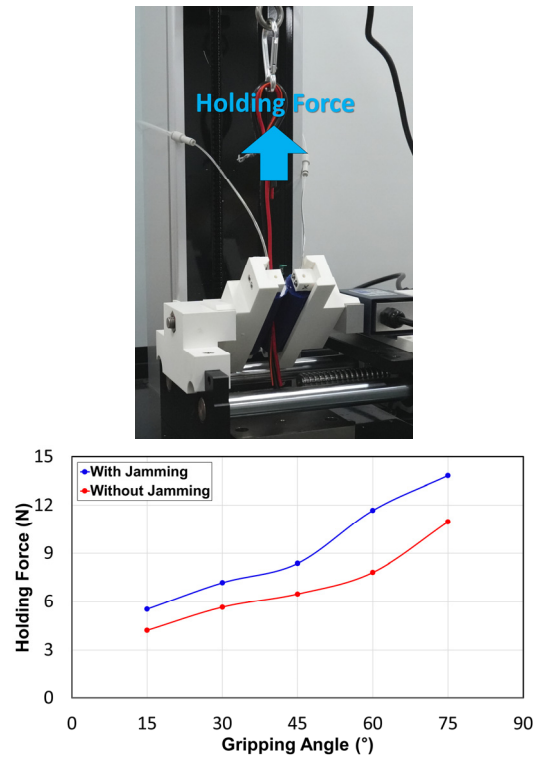 Holding Force
15
12
9
6
3
0
Holding Force (N)
With Jamming
Without Jamming
0 15 30 45 60 75 90
Gripping Angle (°)